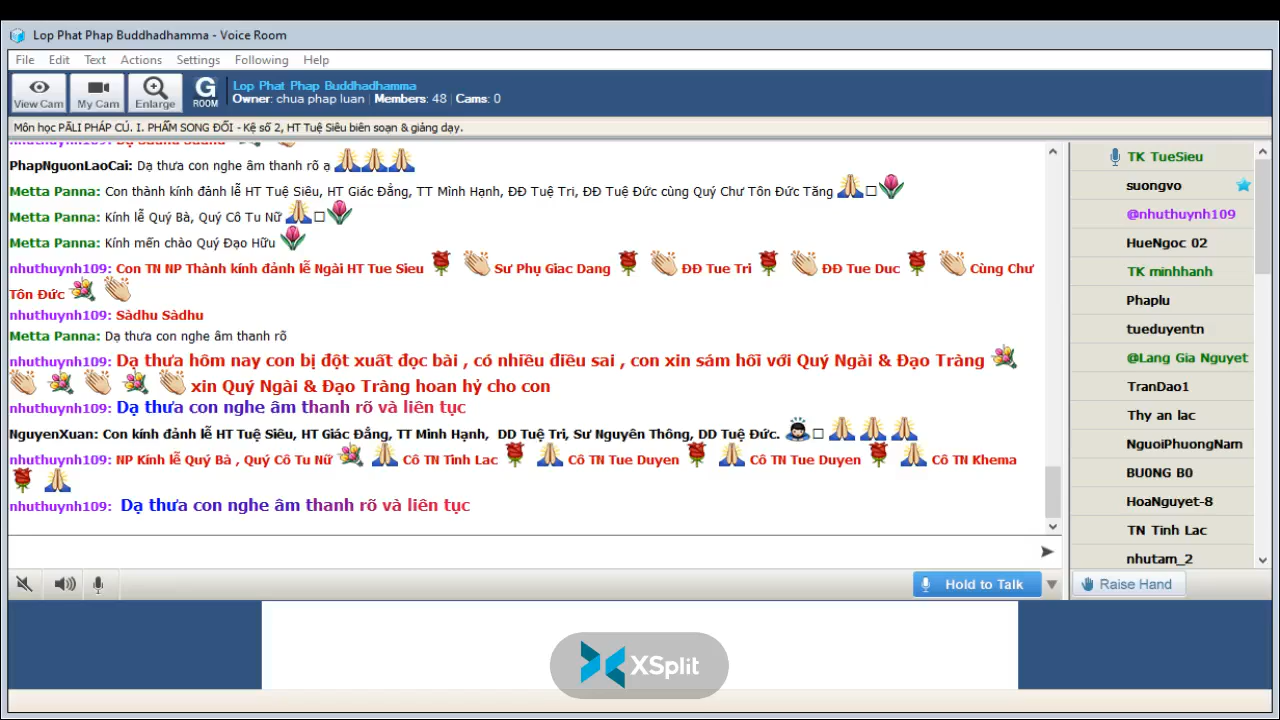 Lop Phat Phap Buddhadhamma - Voice Room
File Edit Text Actions Settings Following Help
View Cam My Cam Enlarge G ROOM
Lop Phat Phap Buddhadhamma
Owner: chua phap luan | Members: 48 | Cams: 0
Môn học PĀLI PHÁP CÚ. I. PHẨM SONG ĐỐI - Kệ số 2, HT Tuệ Siêu biên soạn & giảng dạy.
PhapNguonLaoCai: Dạ thưa con nghe âm thanh rõ ạ
Metta Panna: Con thành kính đảnh lễ HT Tuệ Siêu, HT Giác Đẳng, TT Minh Hạnh, ĐĐ Tuệ Tri, ĐĐ Tuệ Đức cùng Quý Chư Tôn Đức Tăng
Metta Panna: Kính lễ Quý Bà, Quý Cô Tu Nữ
Metta Panna: Kính mến chào Quý Đạo Hữu
nhuthuynh109: Con TN NP Thành kính đảnh lễ Ngài HT Tue Sieu Sư Phụ Giac Dang ĐĐ Tue Tri ĐĐ Tue Duc Cùng Chư
Tôn Đức
nhuthuynh109: Sàdhu Sàdhu
Metta Panna: Dạ thưa con nghe âm thanh rõ
nhuthuynh109: Dạ thưa hôm nay con bị đột xuất đọc bài , có nhiều điều sai , con xin sám hối với Quý Ngài & Đạo Tràng
xin Quý Ngài & Đạo Tràng hoan hỷ cho con
nhuthuynh109: Dạ thưa con nghe âm thanh rõ và liên tục
NguyenXuan: Con kính đảnh lễ HT Tuệ Siêu, HT Giác Đẳng, TT Minh Hạnh, DD Tuệ Tri, Sư Nguyên Thông, DD Tuệ Đức.
nhuthuynh109: NP Kính lễ Quý Bà , Quý Cô Tu Nữ Cô TN Tinh Lac Cô TN Tue Duyen Cô TN Tue Duyen Cô TN Khema
nhuthuynh109: Dạ thưa con nghe âm thanh rõ và liên tục
Hold to Talk
TK TueSieu
suongvo
@nhuthuynh109
HueNgoc 02
TK minhhanh
Phaplu
tueduyentn
@Lang Gia Nguyet
TranDao1
Thy an lac
NguoiPhuongNam
BU0NG B0
HoaNguyet-8
TN Tinh Lac
nhutam_2
Raise Hand
XSplit